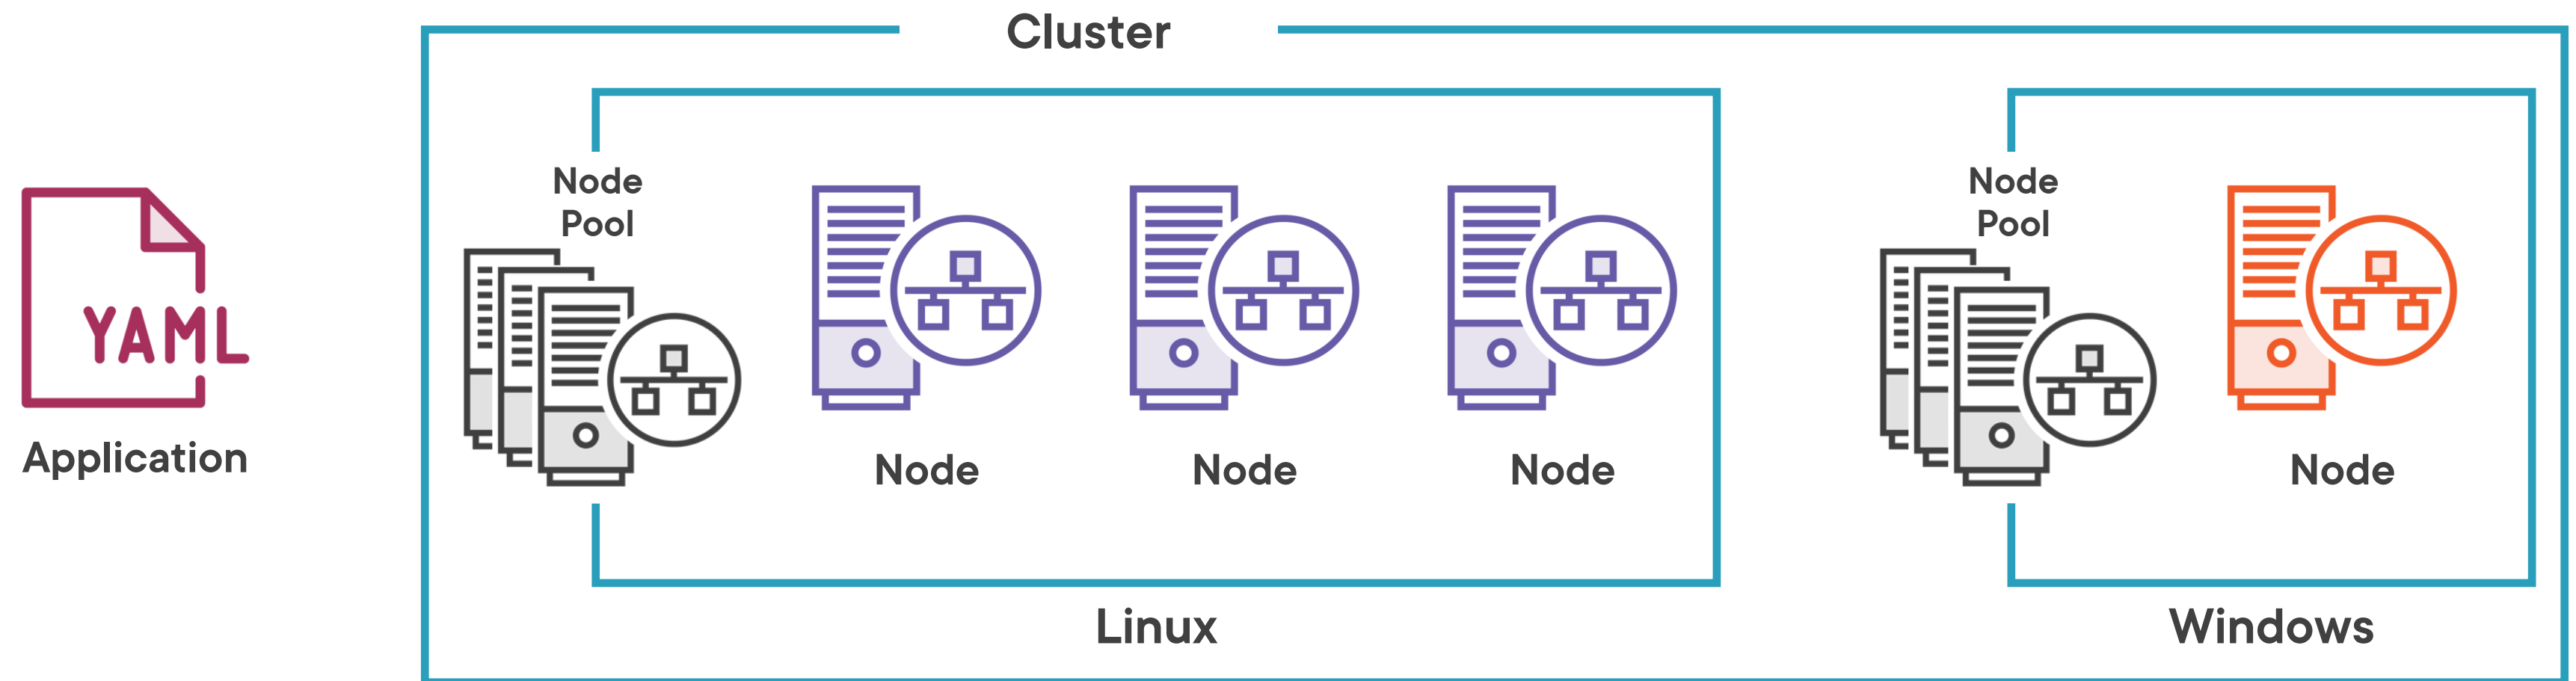 Cluster
Node
Pool
YAML
Application
Node
Node
Node
Linux
Node
Pool
Node
Windows